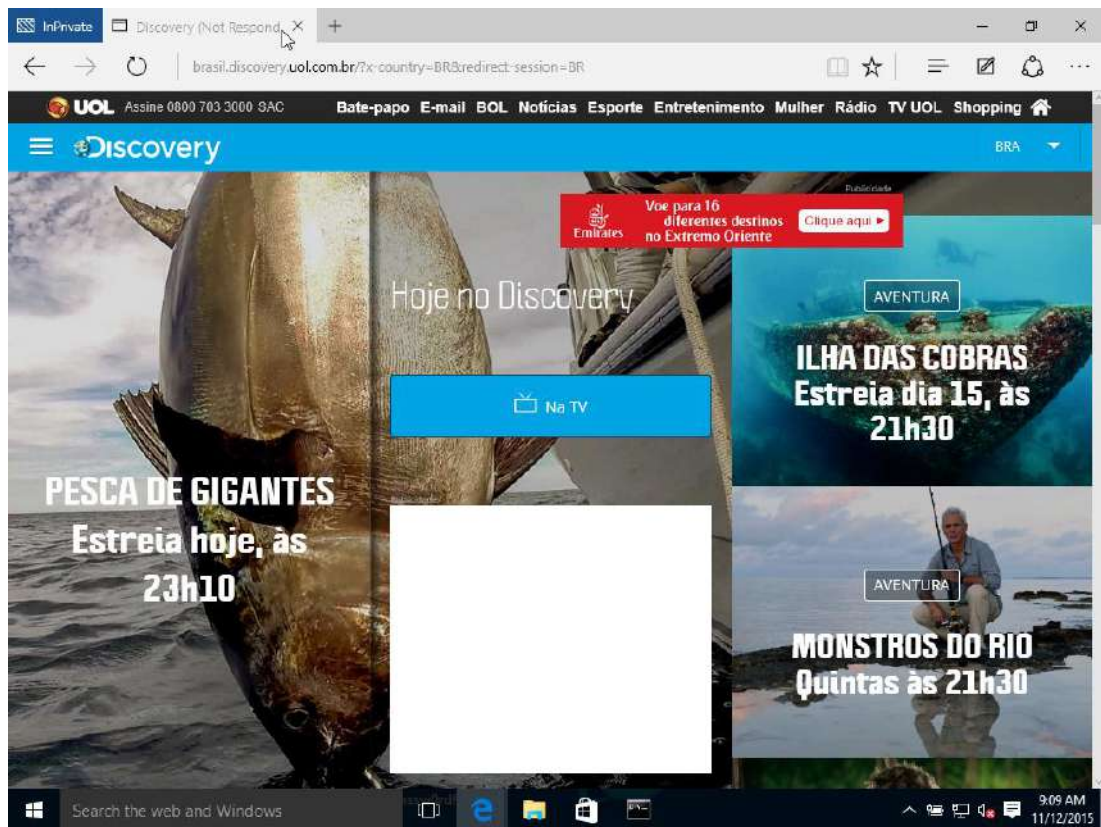 InPrivate
Discovery (Not Respond
brasil.discovery.uol.com.br/?x-country=BR&redirect-session=BR
UOL Assine 0800 703 3000 SAC Bate-papo E-mail BOL Notícias Esporte Entretenimento Mulher Rádio TV UOL Shopping
Discovery
BRA
Publicidade
Emirates
Voe para 16
diferentes destinos
no Extremo Oriente
Clique aqui
Hoje no Discovery
Na TV
PESCA DE GIGANTES
Estreia hoje, às
23h10
AVENTURA
ILHA DAS COBRAS
Estreia dia 15, às
21h30
AVENTURA
MONSTROS DO RIO
Quintas às 21h30
Search the web and Windows
9:09 AM
11/12/2015